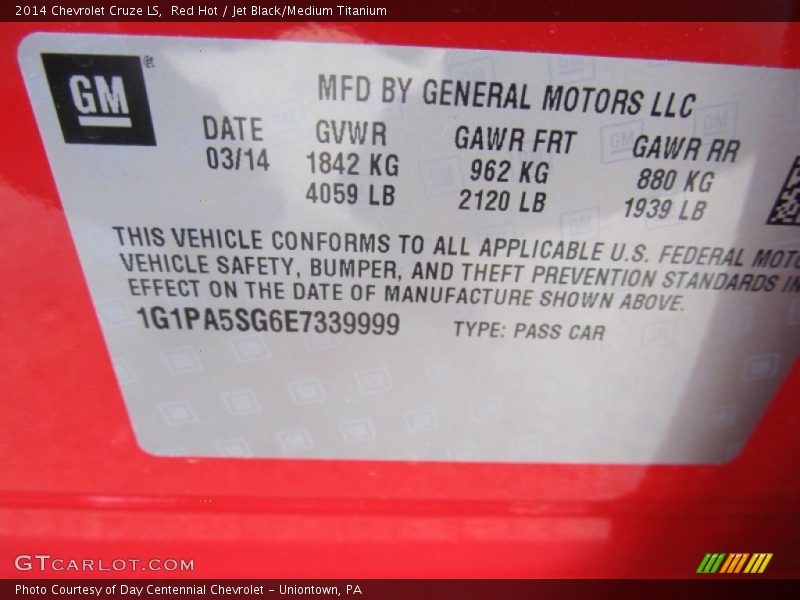 2014 Chevrolet Cruze LS,  Red Hot / Jet Black/Medium Titanium
GM®
MFD BY GENERAL MOTORS LLC
DATE GVWR GAWR FRT GAWR RR
03/14 1842 KG 962 KG 880 KG
4059 LB 2120 LB 1939 LB
THIS VEHICLE CONFORMS TO ALL APPLICABLE U.S. FEDERAL MOTO
VEHICLE SAFETY, BUMPER, AND THEFT PREVENTION STANDARDS IN
EFFECT ON THE DATE OF MANUFACTURE SHOWN ABOVE.
1G1PA5SG6E7339999 TYPE: PASS CAR
GTCARLOT.COM
Photo Courtesy of Day Centennial Chevrolet - Uniontown, PA